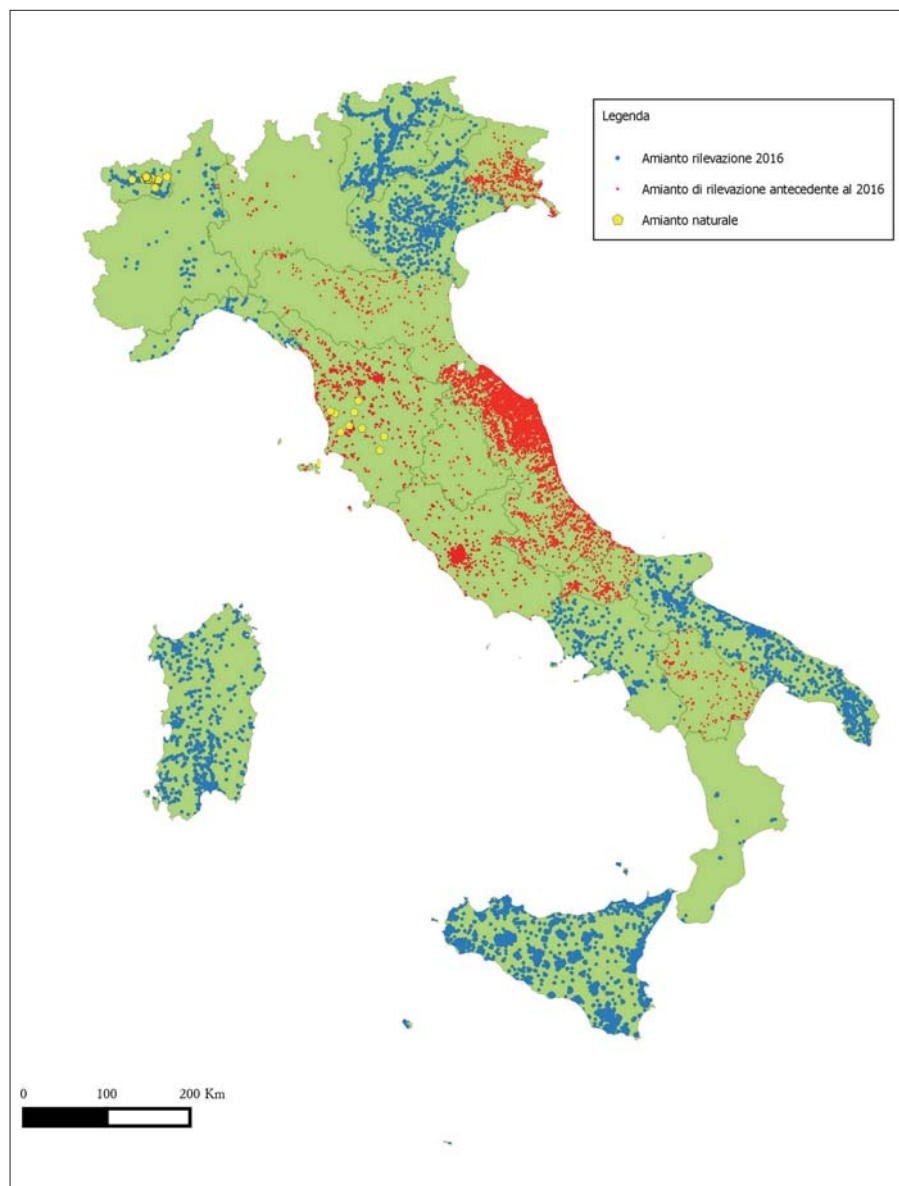 Legenda
Amianto rilevazione 2016
Amianto di rilevazione antecedente al 2016
Amianto naturale
0 100 200 Km